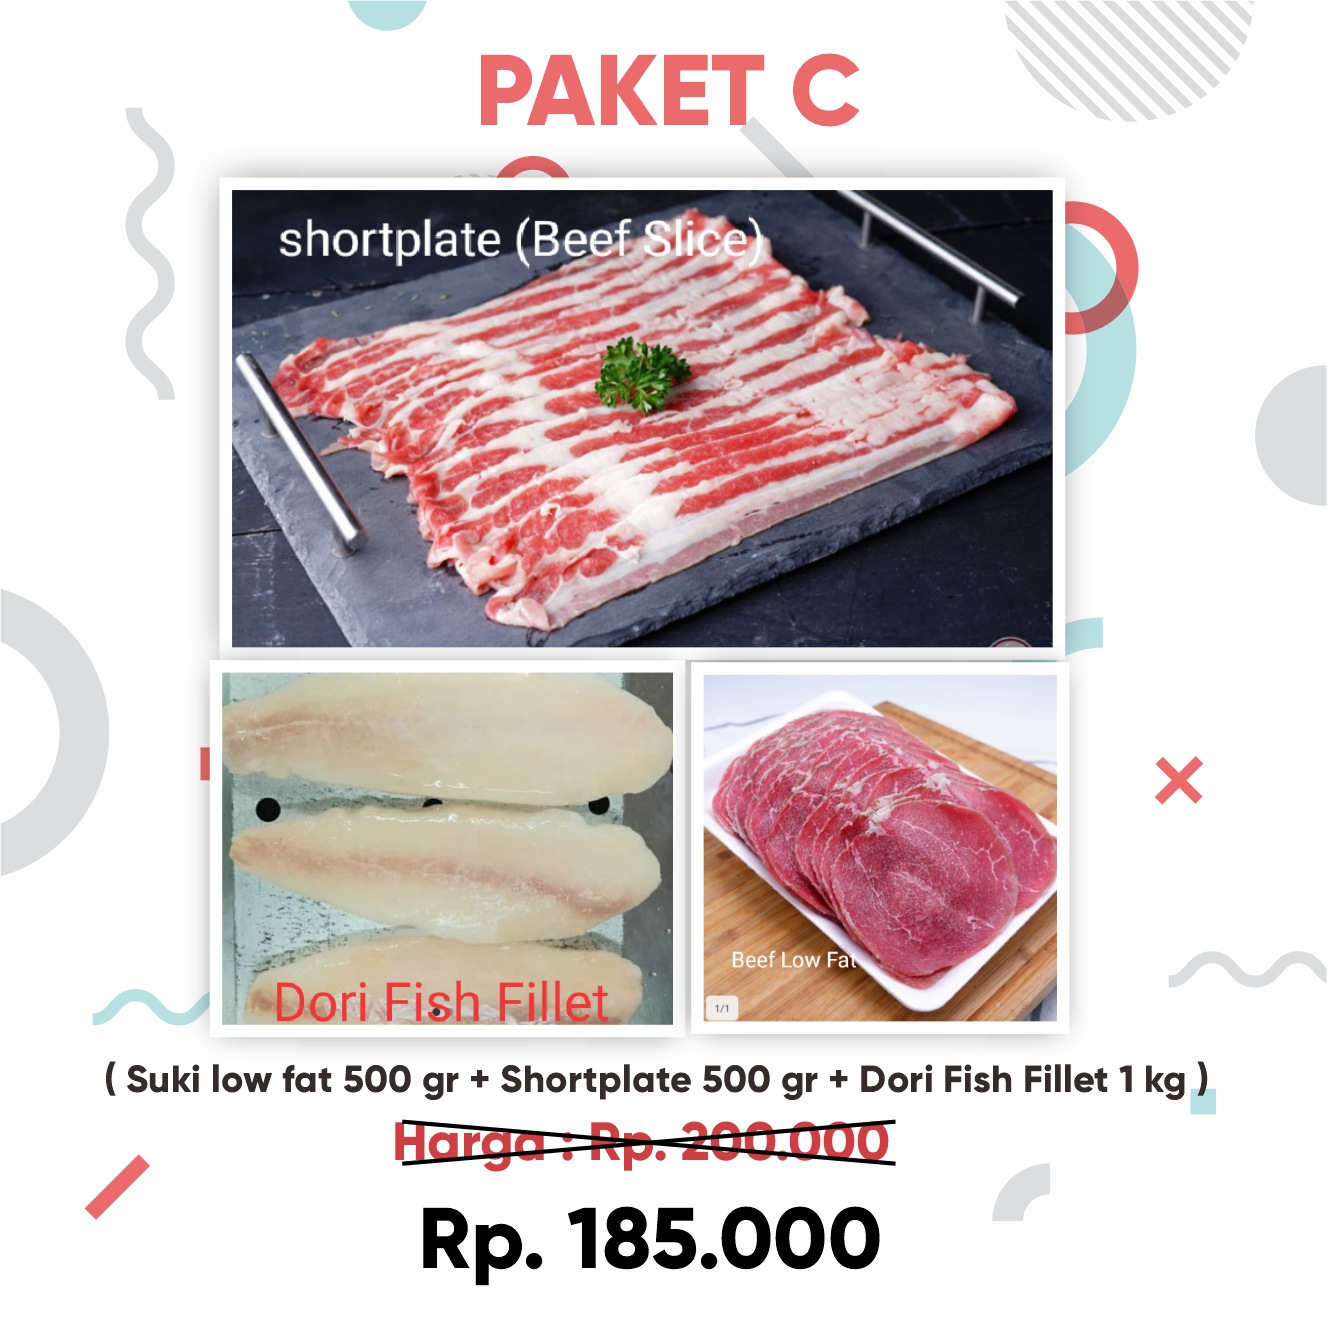 PAKET C
shortplate (Beef Slice)
Dori Fish Fillet
Beef Low Fat
1/1
( Suki low fat 500 gr + Shortplate 500 gr + Dori Fish Fillet 1 kg )
Harga : Rp. 200.000
Rp. 185.000